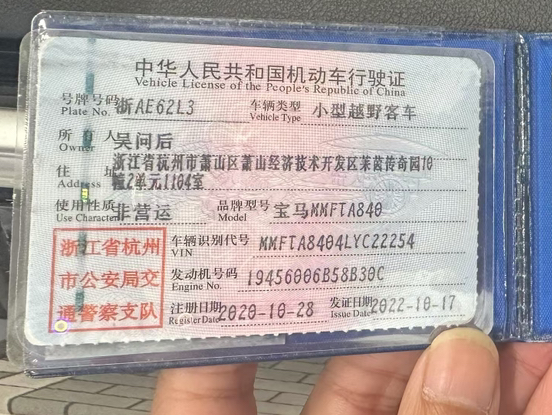 中华人民共和国机动车行驶证
Vehicle License of the People's Republic of China
号牌号码 浙AE62L3 车辆类型 小型越野客车
Plate No. Vehicle Type
所有人 吴问后
Owner
住址 浙江省杭州市萧山区萧山经济技术开发区莱茵传奇园10
Address 幢2单元1104室
使用性质 非营运 品牌型号 宝马MMFTA840
Use Character Model
浙江省杭州
市公安局交
通警察支队
车辆识别代号 MMFTA8404LYC22254
VIN
发动机号码 19456006B58B30C
Engine No.
注册日期 2020-10-28 发证日期 2022-10-17
Register Date Issue Date